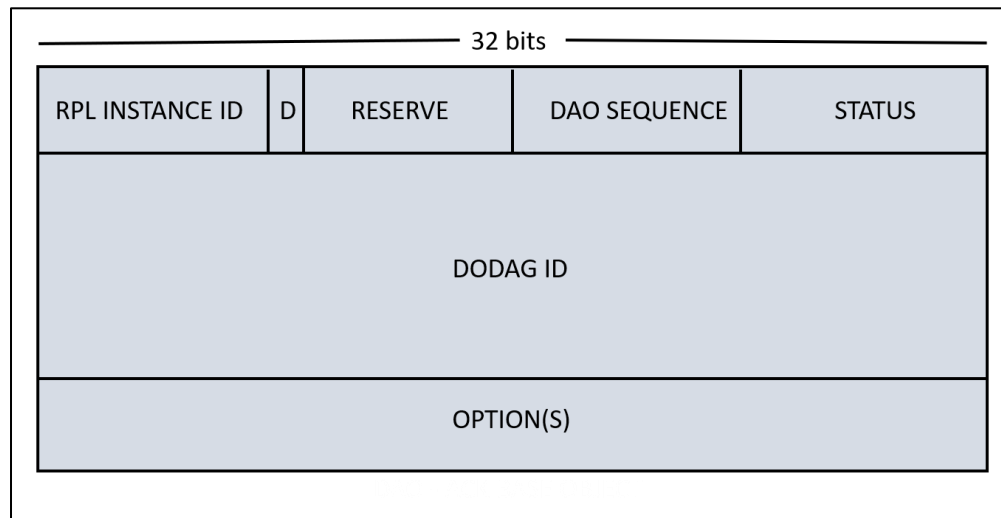 32 bits
RPL INSTANCE ID D RESERVE DAO SEQUENCE STATUS
DODAG ID
OPTION(S)